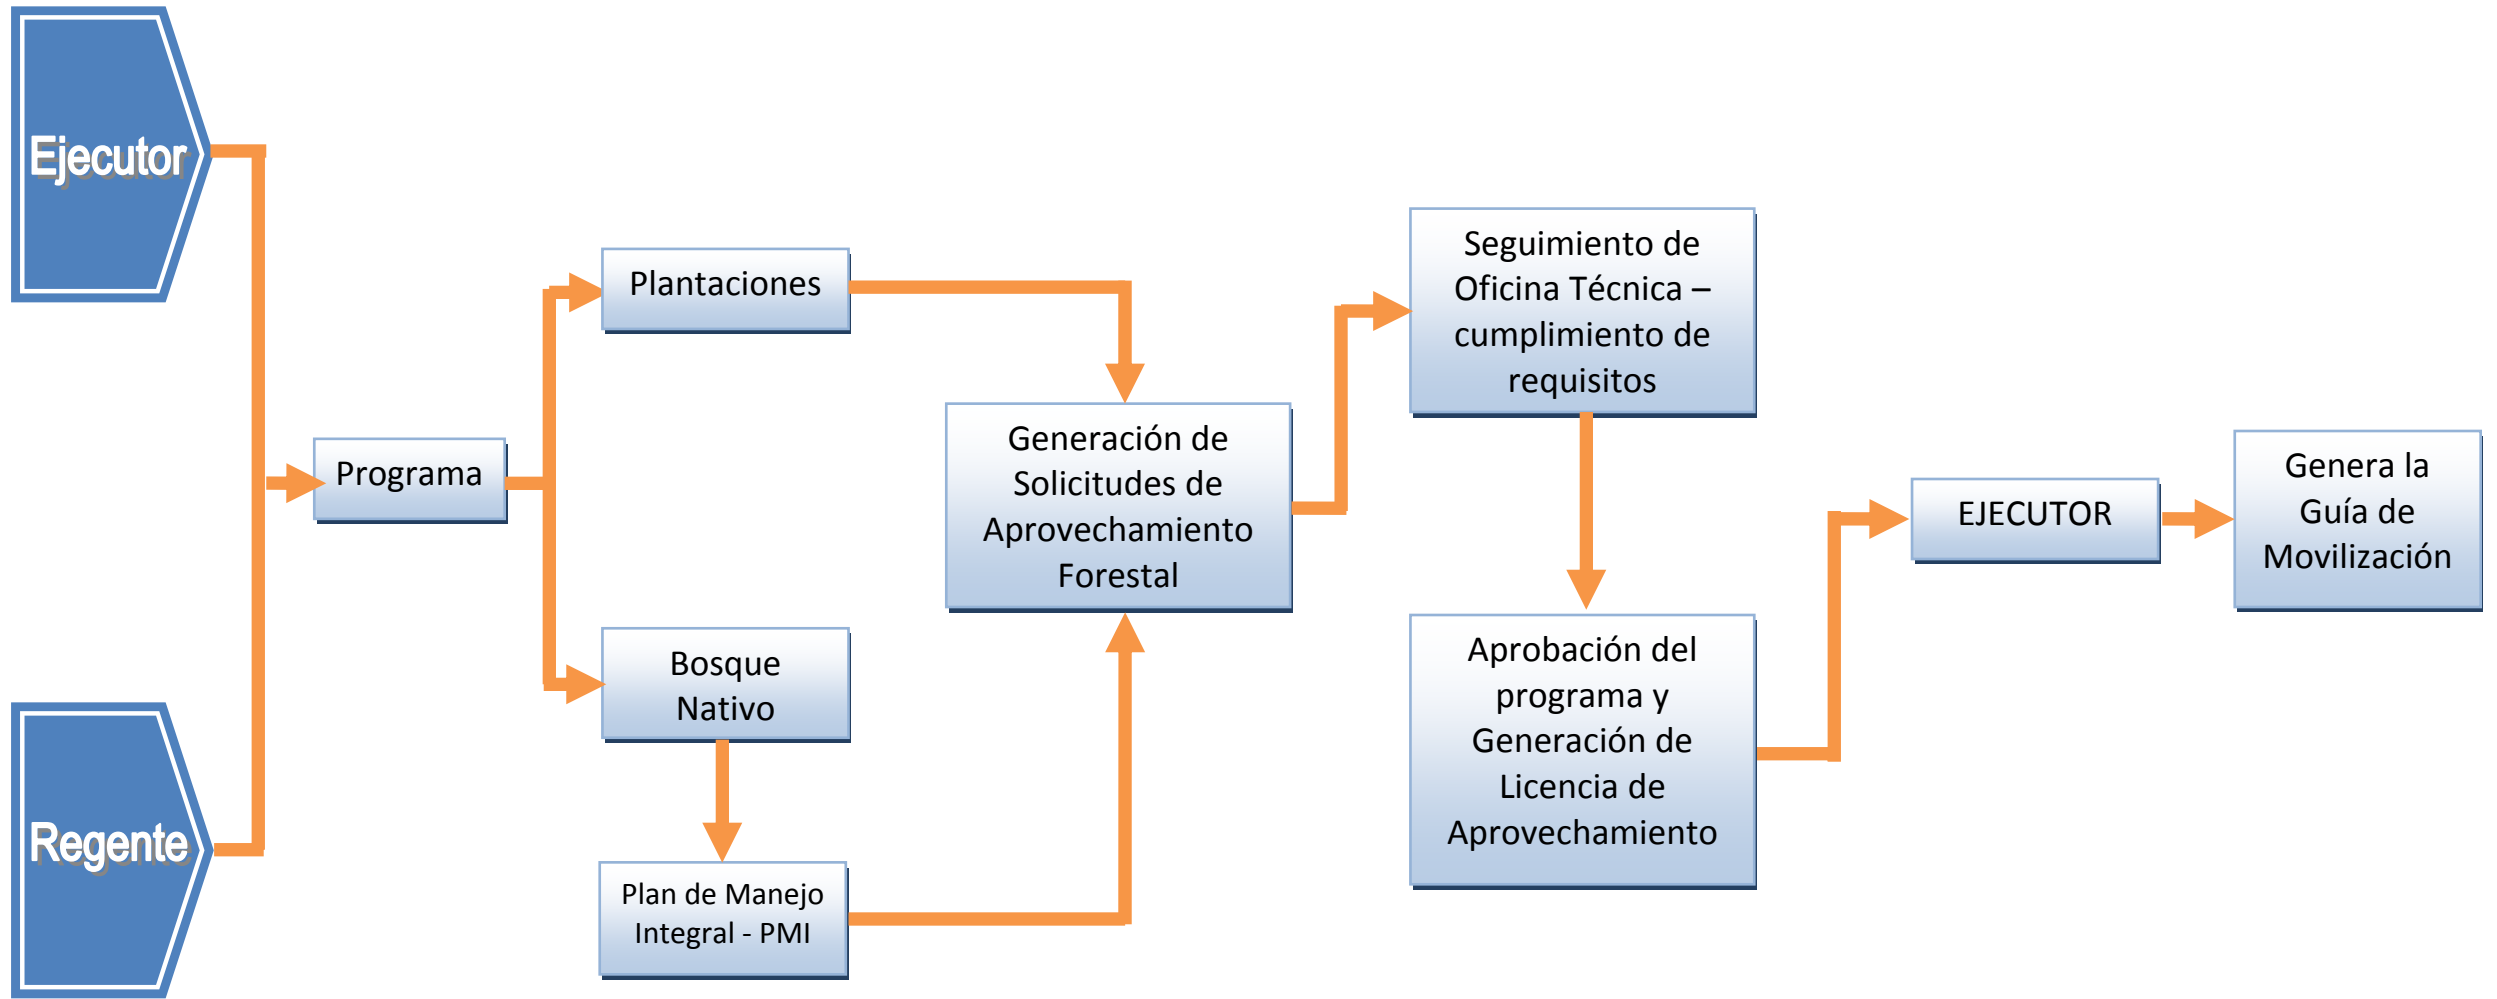 Ejecutor
Regente
Programa
Plantaciones
Bosque
Nativo
Plan de Manejo
Integral - PMI
Generación de
Solicitudes de
Aprovechamiento
Forestal
Seguimiento de
Oficina Técnica –
cumplimiento de
requisitos
Aprobación del
programa y
Generación de
Licencia de
Aprovechamiento
EJECUTOR
Genera la
Guía de
Movilización